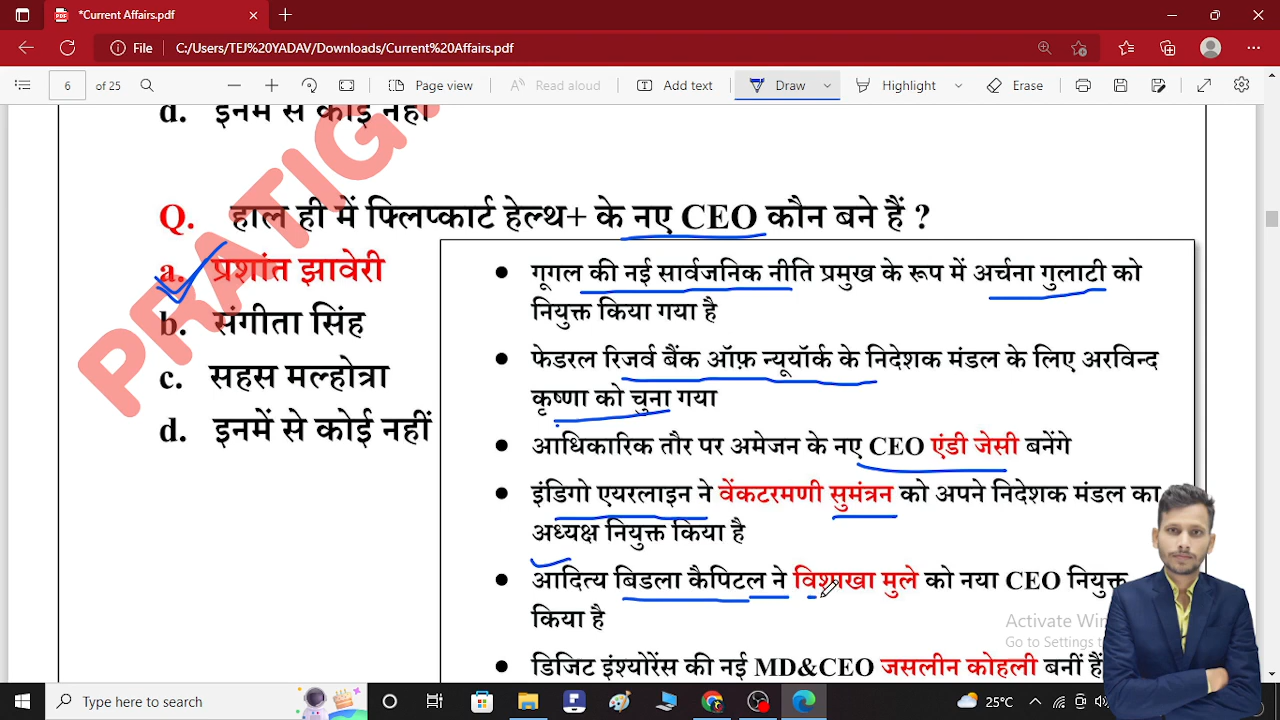 *Current Affairs.pdf
File C:/Users/TEJ%20YADAV/Downloads/Current%20Affairs.pdf
6 of 25 Page view Read aloud Add text Draw Highlight Erase
d. इनमें से कोई नहीं
PRATIG
Q. हाल ही में फ्लिप्कार्ट हेल्थ+ के नए CEO कौन बने हैं ?
a. प्रशांत झावेरी
b. संगीता सिंह
c. सहस मल्होत्रा
d. इनमें से कोई नहीं
• गूगल की नई सार्वजनिक नीति प्रमुख के रूप में अर्चना गुलाटी को
नियुक्त किया गया है
• फेडरल रिजर्व बैंक ऑफ़ न्यूयॉर्क के निदेशक मंडल के लिए अरविन्द
कृष्णा को चुना गया
• आधिकारिक तौर पर अमेजन के नए CEO एंडी जेसी बनेंगे
• इंडिगो एयरलाइन ने वेंकटरमणी सुमंत्रन को अपने निदेशक मंडल का
अध्यक्ष नियुक्त किया है
• आदित्य बिडला कैपिटल ने विशाखा मुले को नया CEO नियुक्त
किया है
• डिजिट इंश्योरेंस की नई MD&CEO जसलीन कोहली बनीं हैं
Activate
Go to Settings
Type here to search
25°C